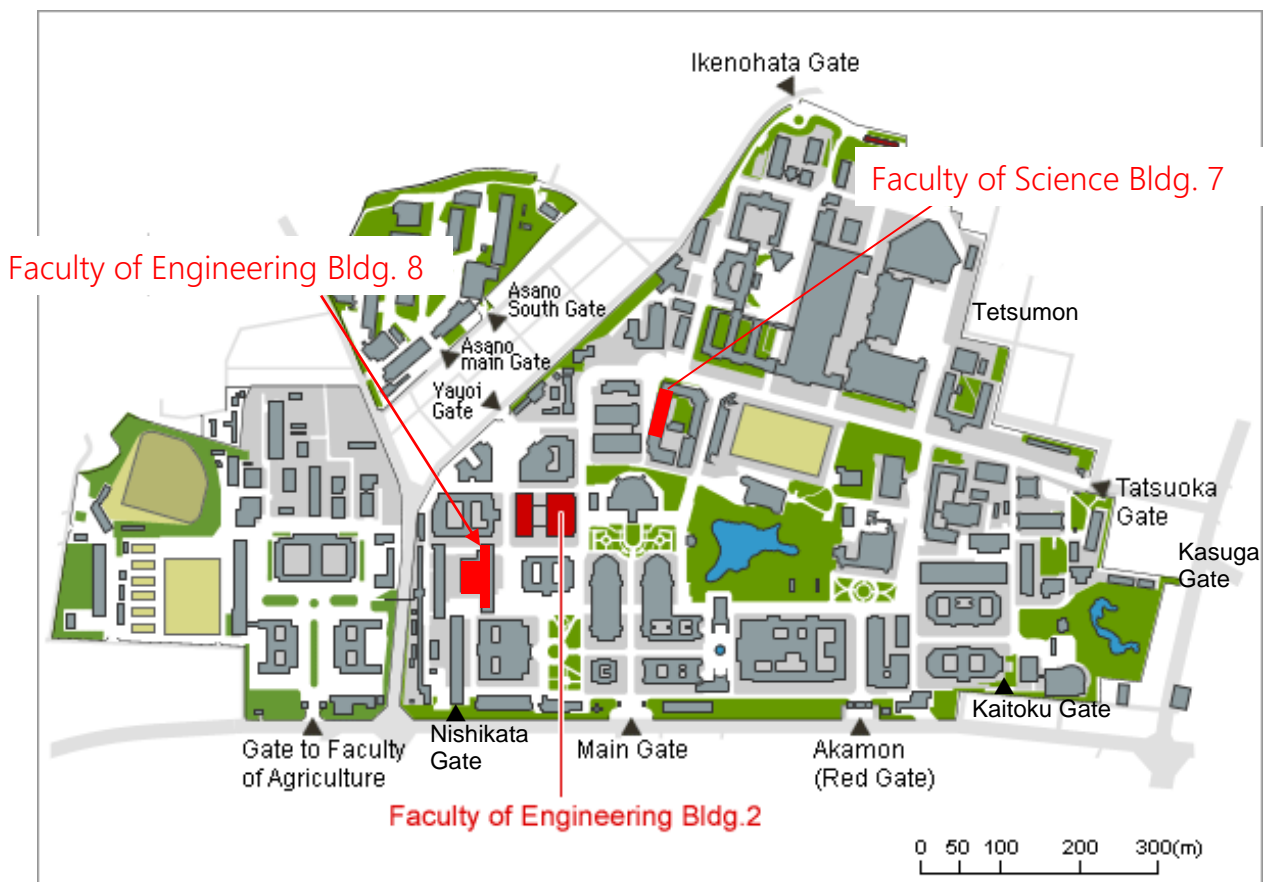 Ikenohata Gate
Faculty of Science Bldg. 7
Faculty of Engineering Bldg. 8
Asano
South Gate
Tetsumon
Asano
main Gate
Yayoi
Gate
Tatsuoka
Gate
Kasuga
Gate
Kaitoku Gate
Nishikata
Gate
Gate to Faculty
of Agriculture
Main Gate
Akamon
(Red Gate)
Faculty of Engineering Bldg.2
0 50 100 200 300(m)